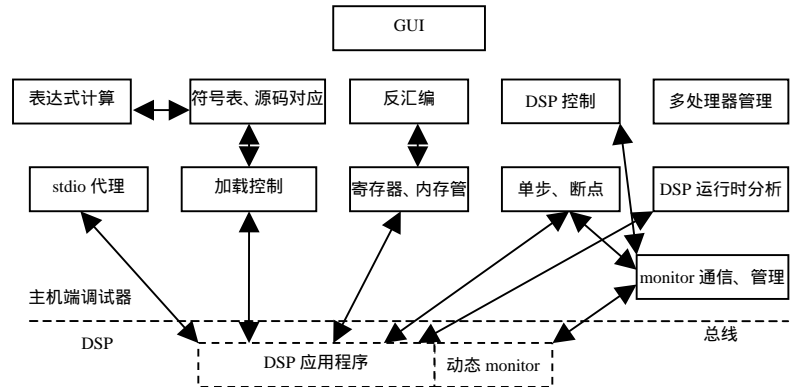 GUI
表达式计算
符号表、源码对应
反汇编
DSP 控制
多处理器管理
stdio 代理
加载控制
寄存器、内存管
单步、断点
DSP 运行时分析
monitor 通信、管理
主机端调试器
总线
DSP
DSP 应用程序
动态 monitor